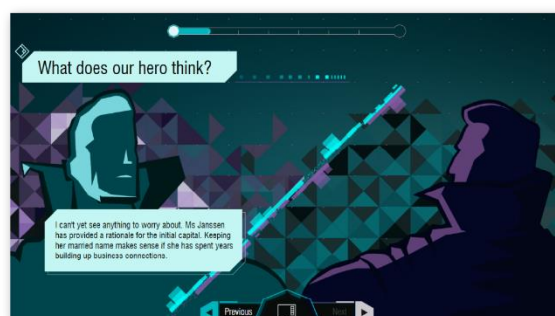 What does our hero think?
I can't yet see anything to worry about. Ms Janssen
has provided a rationale for the initial capital. Keeping
her married name makes sense if she has spent years
building up business connections.
Previous
Next